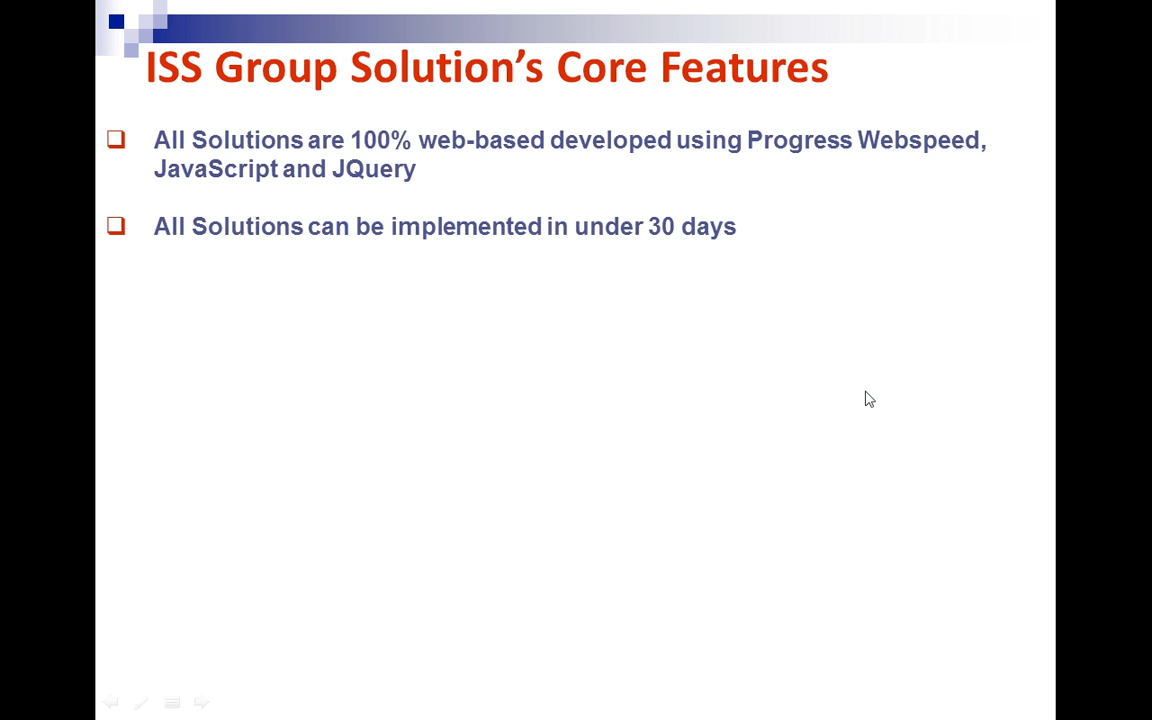 ISS Group Solution’s Core Features
All Solutions are 100% web-based developed using Progress Webspeed,
JavaScript and JQuery
All Solutions can be implemented in under 30 days